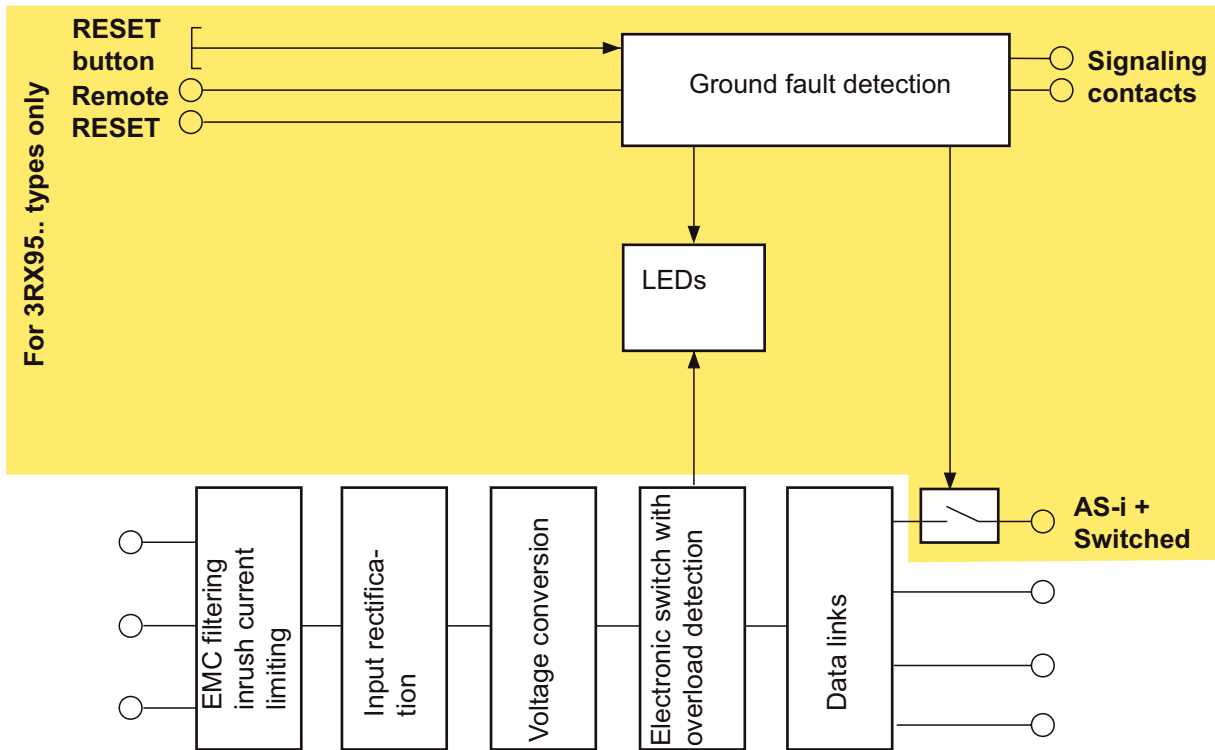 RESET
button
Remote
RESET
Ground fault detection
Signaling
contacts
For 3RX95.. types only
LEDs
AS-i +
Switched
EMC filtering
inrush current
limiting
Input rectifica-
tion
Voltage conversion
Electronic switch with
overload detection
Data links